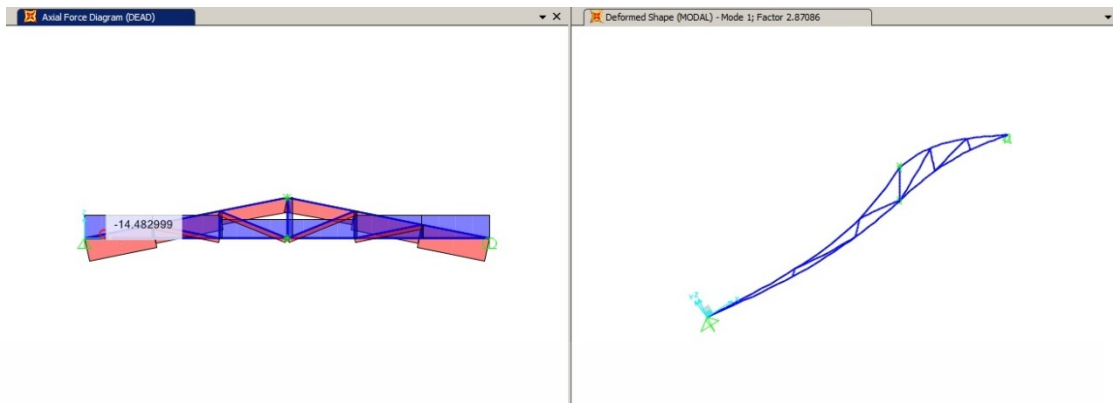 Axial Force Diagram (DEAD)
Deformed Shape (MODAL) - Mode 1; Factor 2.87086
-14.482999